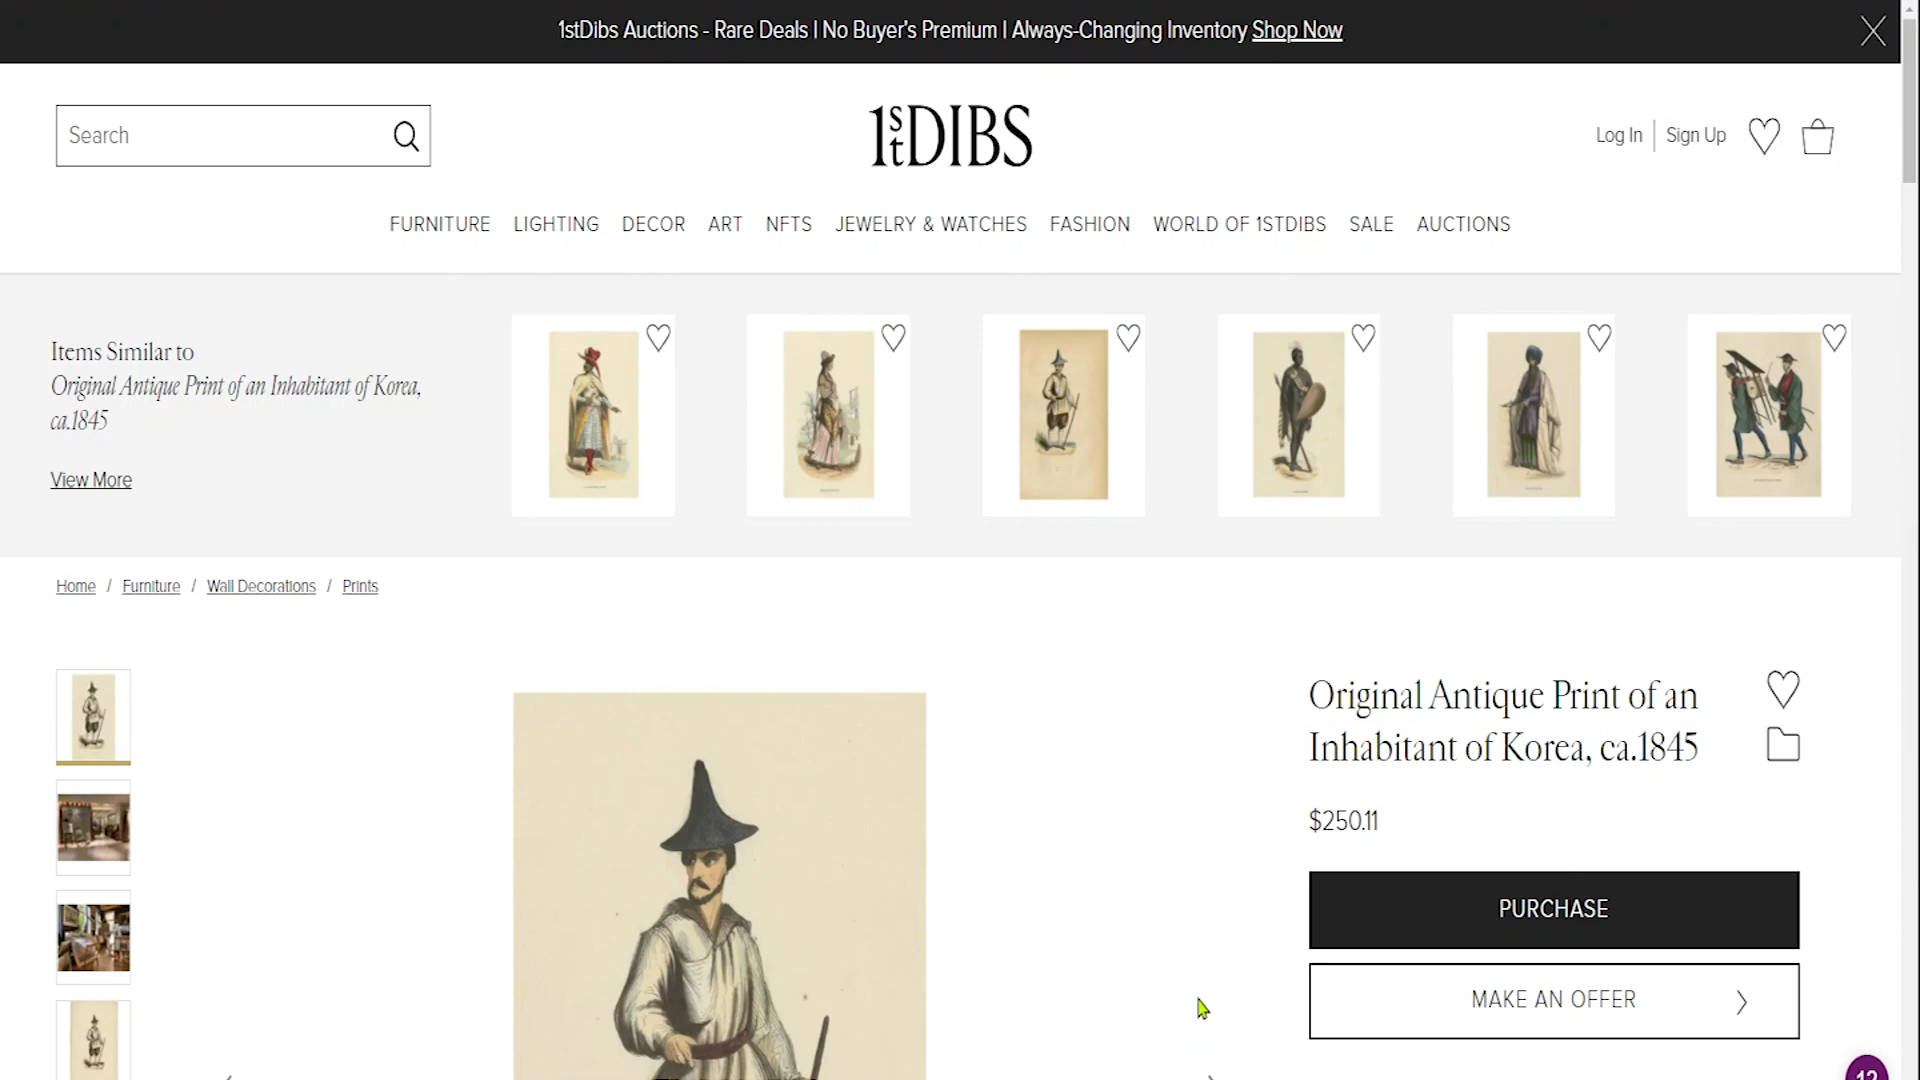 1stDibs Auctions - Rare Deals | No Buyer's Premium | Always-Changing Inventory Shop Now
Search
1stDIBS
Log In
Sign Up
FURNITURE LIGHTING DECOR ART NFTS JEWELRY & WATCHES FASHION WORLD OF 1STDIBS SALE AUCTIONS
Items Similar to
Original Antique Print of an Inhabitant of Korea,
ca.1845
View More
Home / Furniture / Wall Decorations / Prints
Original Antique Print of an
Inhabitant of Korea, ca.1845
$250.11
PURCHASE
MAKE AN OFFER
12